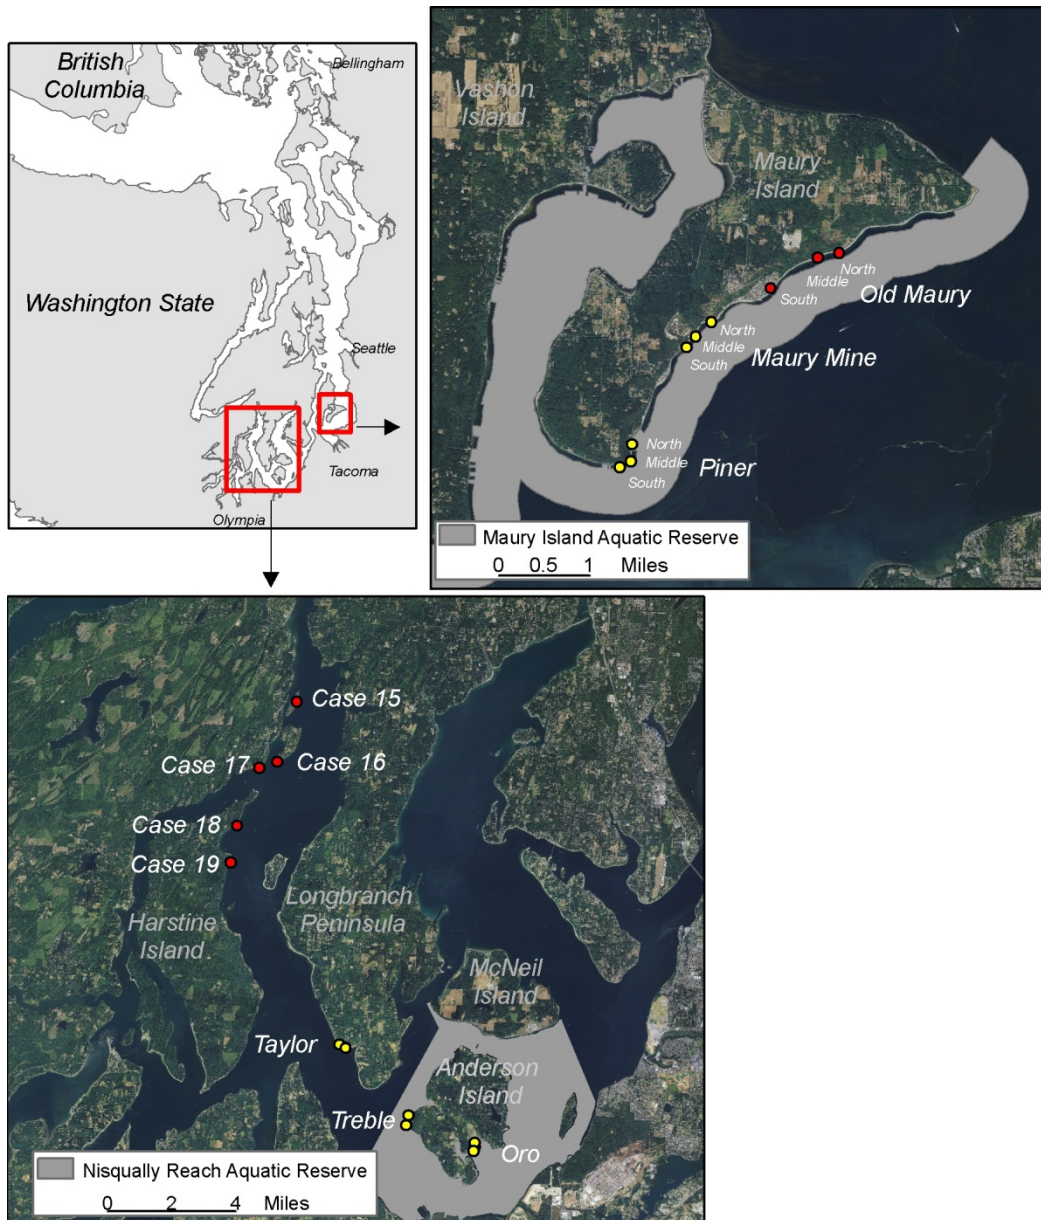 British
Columbia
Bellingham
Washington State
Seattle
Tacoma
Olympia
Vashon
Island
Maury
Island
North
Middle
South
Old Maury
North
Middle
South
Maury Mine
North
Middle
South
Piner
Maury Island Aquatic Reserve
0 0.5 1 Miles
Case 15
Case 17
Case 16
Case 18
Case 19
Harstine
Island
Longbranch
Peninsula
McNeil
Island
Taylor
Anderson
Island
Treble
Oro
Nisqually Reach Aquatic Reserve
0 2 4 Miles